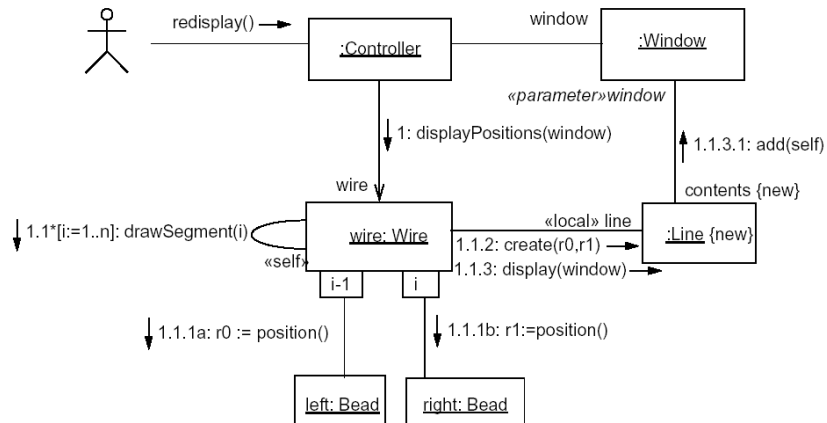 redisplay()
window
:Controller
:Window
«parameter»window
1: displayPositions(window)
1.1.3.1: add(self)
wire
contents {new}
1.1*[i:=1..n]: drawSegment(i)
«local» line
wire: Wire
:Line {new}
1.1.2: create(r0,r1)
«self»
1.1.3: display(window)
i-1
i
1.1.1a: r0 := position()
1.1.1b: r1:=position()
left: Bead
right: Bead